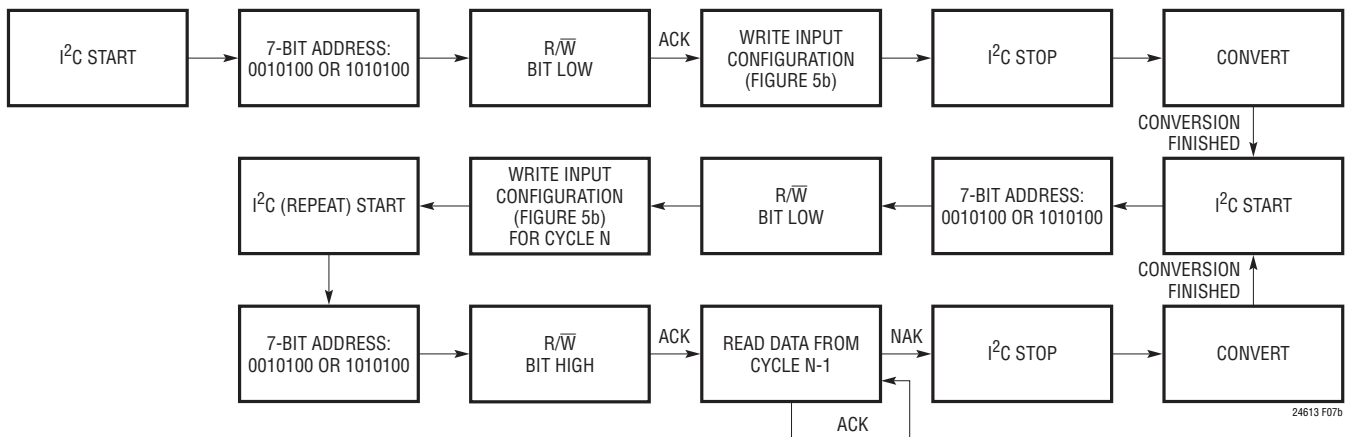 I²C START
7-BIT ADDRESS:
0010100 OR 1010100
R/W̅
BIT LOW
ACK
WRITE INPUT
CONFIGURATION
(FIGURE 5b)
I²C STOP
CONVERT
CONVERSION
FINISHED
I²C (REPEAT) START
WRITE INPUT
CONFIGURATION
(FIGURE 5b)
FOR CYCLE N
R/W̅
BIT LOW
7-BIT ADDRESS:
0010100 OR 1010100
I²C START
CONVERSION
FINISHED
7-BIT ADDRESS:
0010100 OR 1010100
R/W̅
BIT HIGH
ACK
READ DATA FROM
CYCLE N-1
NAK
I²C STOP
CONVERT
ACK
24613 F07b